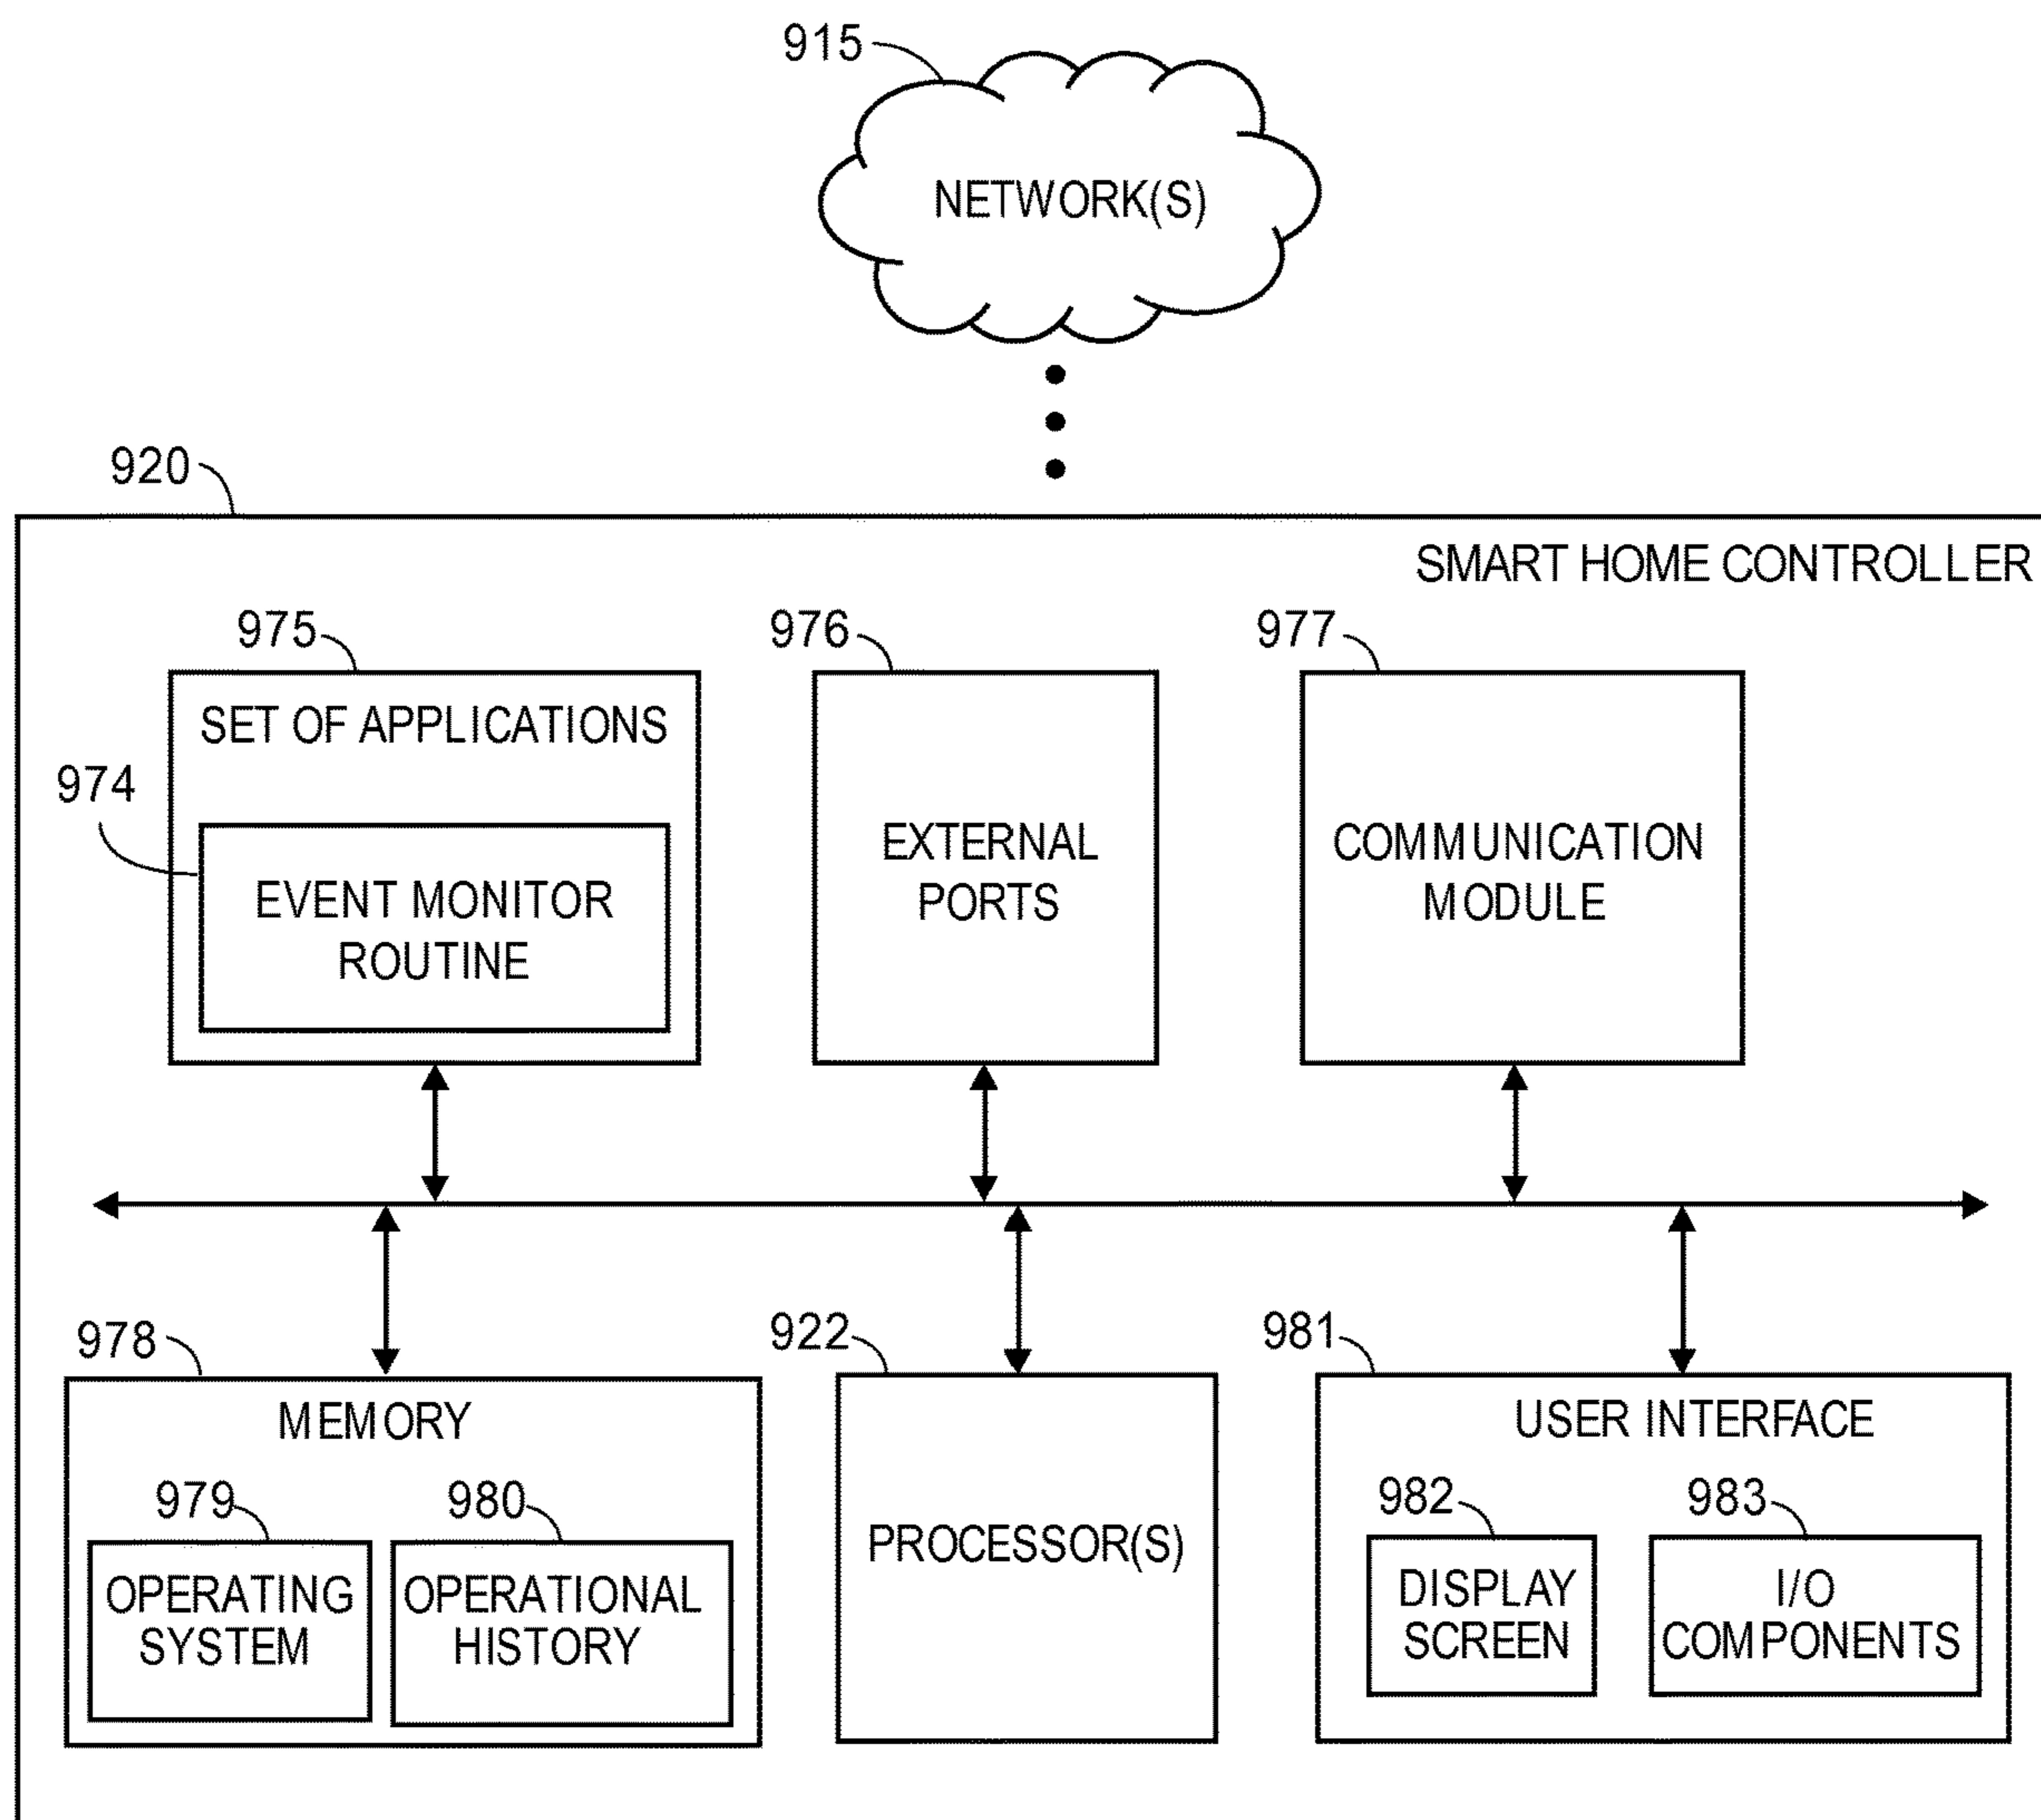 915
NETWORK(S)
920
SMART HOME CONTROLLER
975
976
977
SET OF APPLICATIONS
974
EVENT MONITOR
ROUTINE
EXTERNAL
PORTS
COMMUNICATION
MODULE
978
922
981
MEMORY
979
980
OPERATING
SYSTEM
OPERATIONAL
HISTORY
PROCESSOR(S)
USER INTERFACE
982
983
DISPLAY
SCREEN
I/O
COMPONENTS